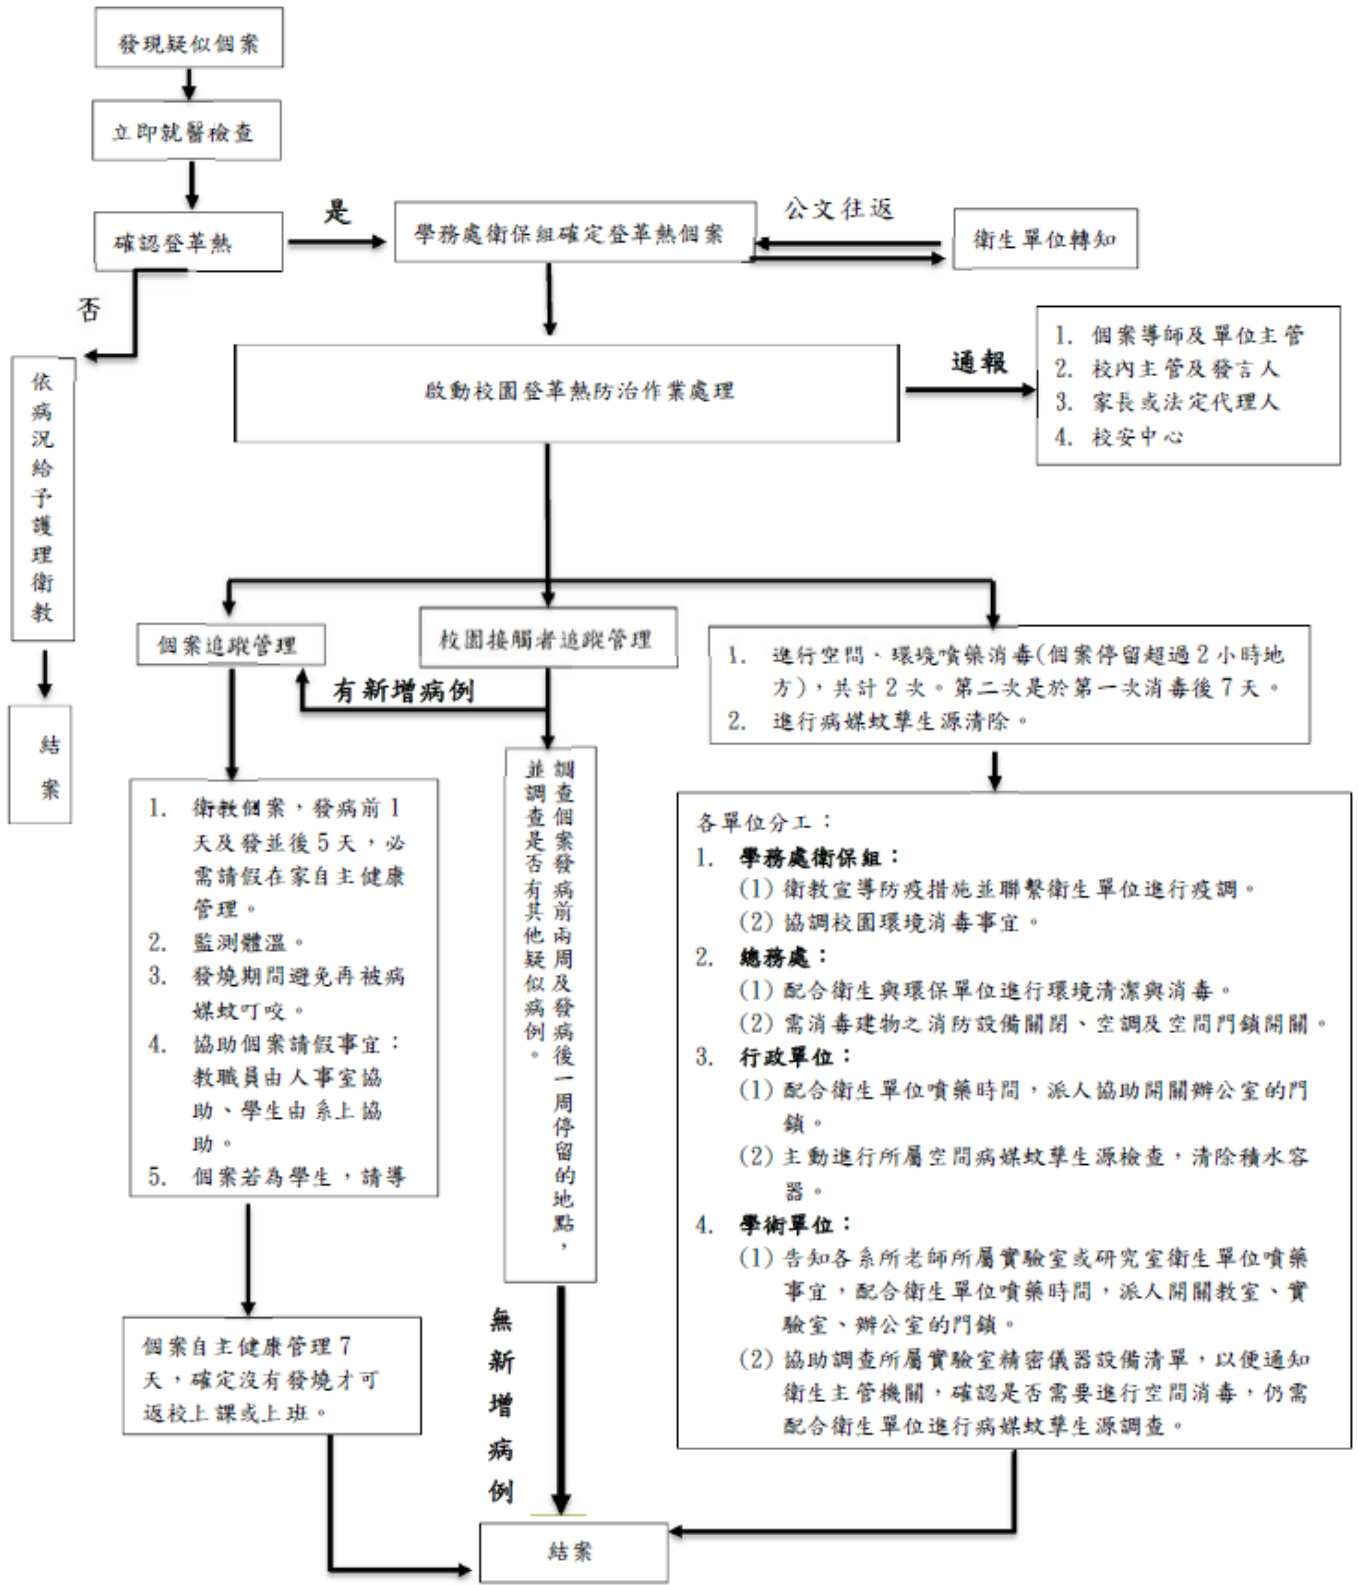 發現疑似個案
立即就醫檢查
確認登革熱
是
學務處衛保組確定登革熱個案
公文往返
衛生單位轉知
否
依病況給予護理衛教
結案
啟動校園登革熱防治作業處理
通報
1. 個案導師及單位主管
2. 校內主管及發言人
3. 家長或法定代理人
4. 校安中心
個案追蹤管理
校園接觸者追蹤管理
有新增病例
1. 衛教個案，發病前 1
天及發並後 5 天，必
需請假在家自主健康
管理。
2. 監測體溫。
3. 發燒期間避免再被病
媒蚊叮咬。
4. 協助個案請假事宜：
教職員由人事室協
助、學生由系上協
助。
5. 個案若為學生，請導
個案自主健康管理 7
天，確定沒有發燒才可
返校上課或上班。
調查個案發病前兩周及發病後一周停留的地點，
並調查是否有其他疑似病例。
無新增病例
1. 進行空間、環境噴藥消毒(個案停留超過 2 小時地
方)，共計 2 次。第二次是於第一次消毒後 7 天。
2. 進行病媒蚊孳生源清除。
各單位分工：
1. 學務處衛保組：
(1) 衛教宣導防疫措施並聯繫衛生單位進行疫調。
(2) 協調校園環境消毒事宜。
2. 總務處：
(1) 配合衛生與環保單位進行環境清潔與消毒。
(2) 需消毒建物之消防設備關閉、空調及空間門鎖開關。
3. 行政單位：
(1) 配合衛生單位噴藥時間，派人協助開關辦公室的門
鎖。
(2) 主動進行所屬空間病媒蚊孳生源檢查，清除積水容
器。
4. 學術單位：
(1) 告知各系所老師所屬實驗室或研究室衛生單位噴藥
事宜，配合衛生單位噴藥時間，派人開關教室、實
驗室、辦公室的門鎖。
(2) 協助調查所屬實驗室精密儀器設備清單，以便通知
衛生主管機關，確認是否需要進行空間消毒，仍需
配合衛生單位進行病媒蚊孳生源調查。
結案